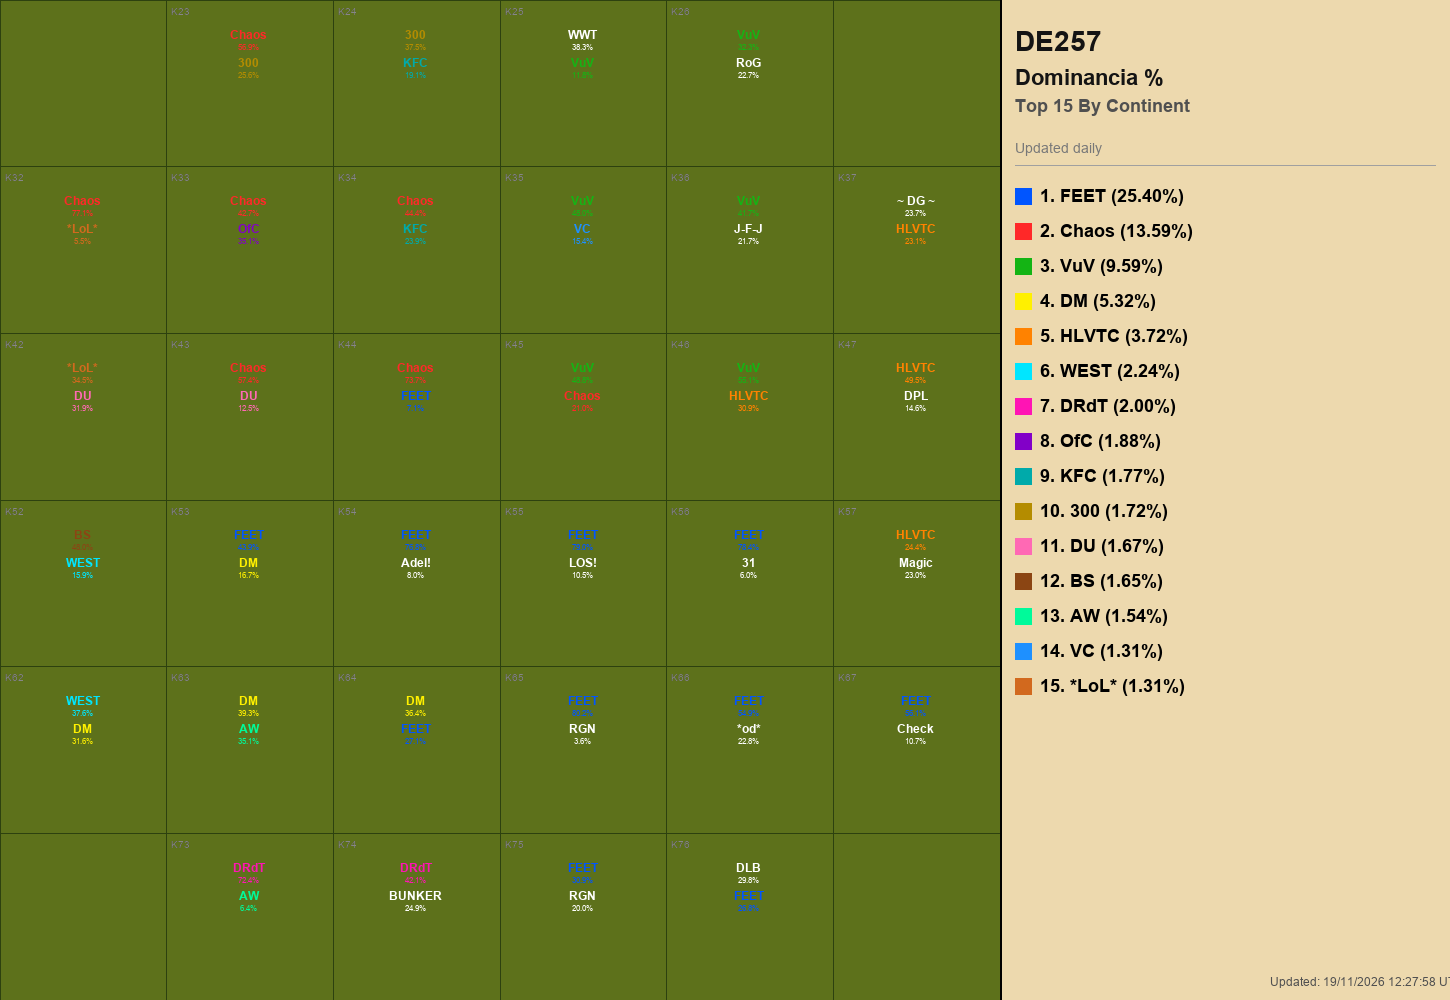 K23
Chaos
300
25.6%
K24
300
37.5%
KFC
K25
WWT
38.3%
VuV
K26
VuV
RoG
22.7%
K32
Chaos
*LoL*
K33
Chaos
OfC
35.1%
K34
Chaos
KFC
K35
VuV
VC
K36
VuV
J-F-J
21.7%
K37
~ DG ~
23.7%
HLVTC
23.1%
K42
*LoL*
34.5%
DU
31.9%
K43
Chaos
DU
12.5%
K44
Chaos
FEET
K45
VuV
Chaos
K46
VuV
HLVTC
30.9%
K47
HLVTC
49.5%
DPL
14.6%
K52
BS
WEST
15.9%
K53
FEET
DM
16.7%
K54
FEET
Adel!
8.0%
K55
FEET
LOS!
10.5%
K56
FEET
31
6.0%
K57
HLVTC
24.4%
Magic
23.0%
K62
WEST
37.6%
DM
31.6%
K63
DM
39.3%
AW
35.1%
K64
DM
36.4%
FEET
K65
FEET
RGN
3.6%
K66
FEET
*od*
22.8%
K67
FEET
Check
10.7%
K73
DRdT
AW
6.4%
K74
DRdT
BUNKER
24.9%
K75
FEET
RGN
20.0%
K76
DLB
29.8%
FEET
DE257
Dominancia %
Top 15 By Continent
Updated daily
1. FEET (25.40%)
2. Chaos (13.59%)
3. VuV (9.59%)
4. DM (5.32%)
5. HLVTC (3.72%)
6. WEST (2.24%)
7. DRdT (2.00%)
8. OfC (1.88%)
9. KFC (1.77%)
10. 300 (1.72%)
11. DU (1.67%)
12. BS (1.65%)
13. AW (1.54%)
14. VC (1.31%)
15. *LoL* (1.31%)
Updated: 19/11/2026 12:27:58